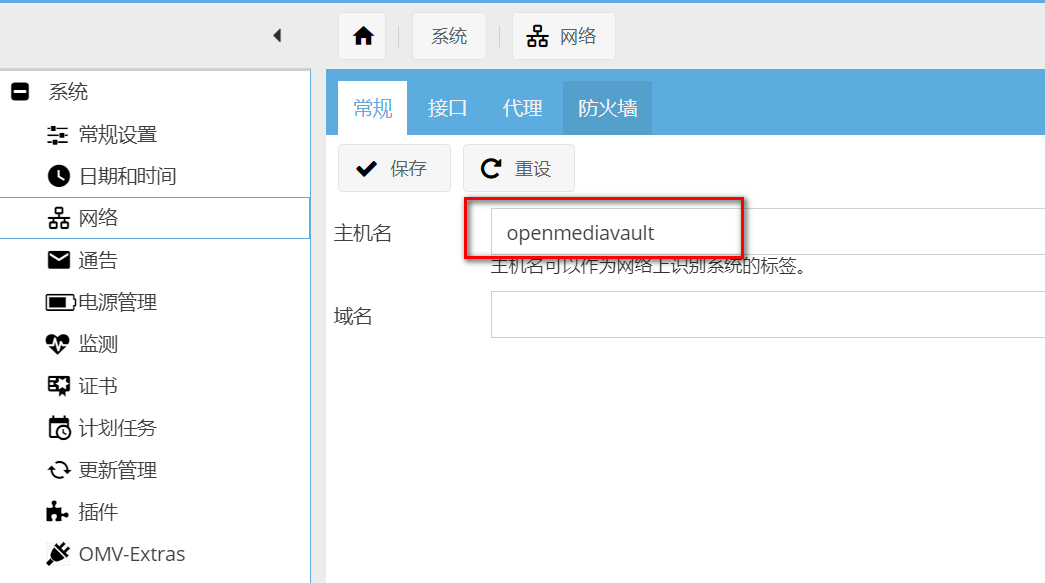 系统
网络
系统
常规设置
日期和时间
网络
通告
电源管理
监测
证书
计划任务
更新管理
插件
OMV-Extras
常规 接口 代理 防火墙
保存 重设
主机名 openmediavault
主机名可以作为网络上识别系统的标签。
域名